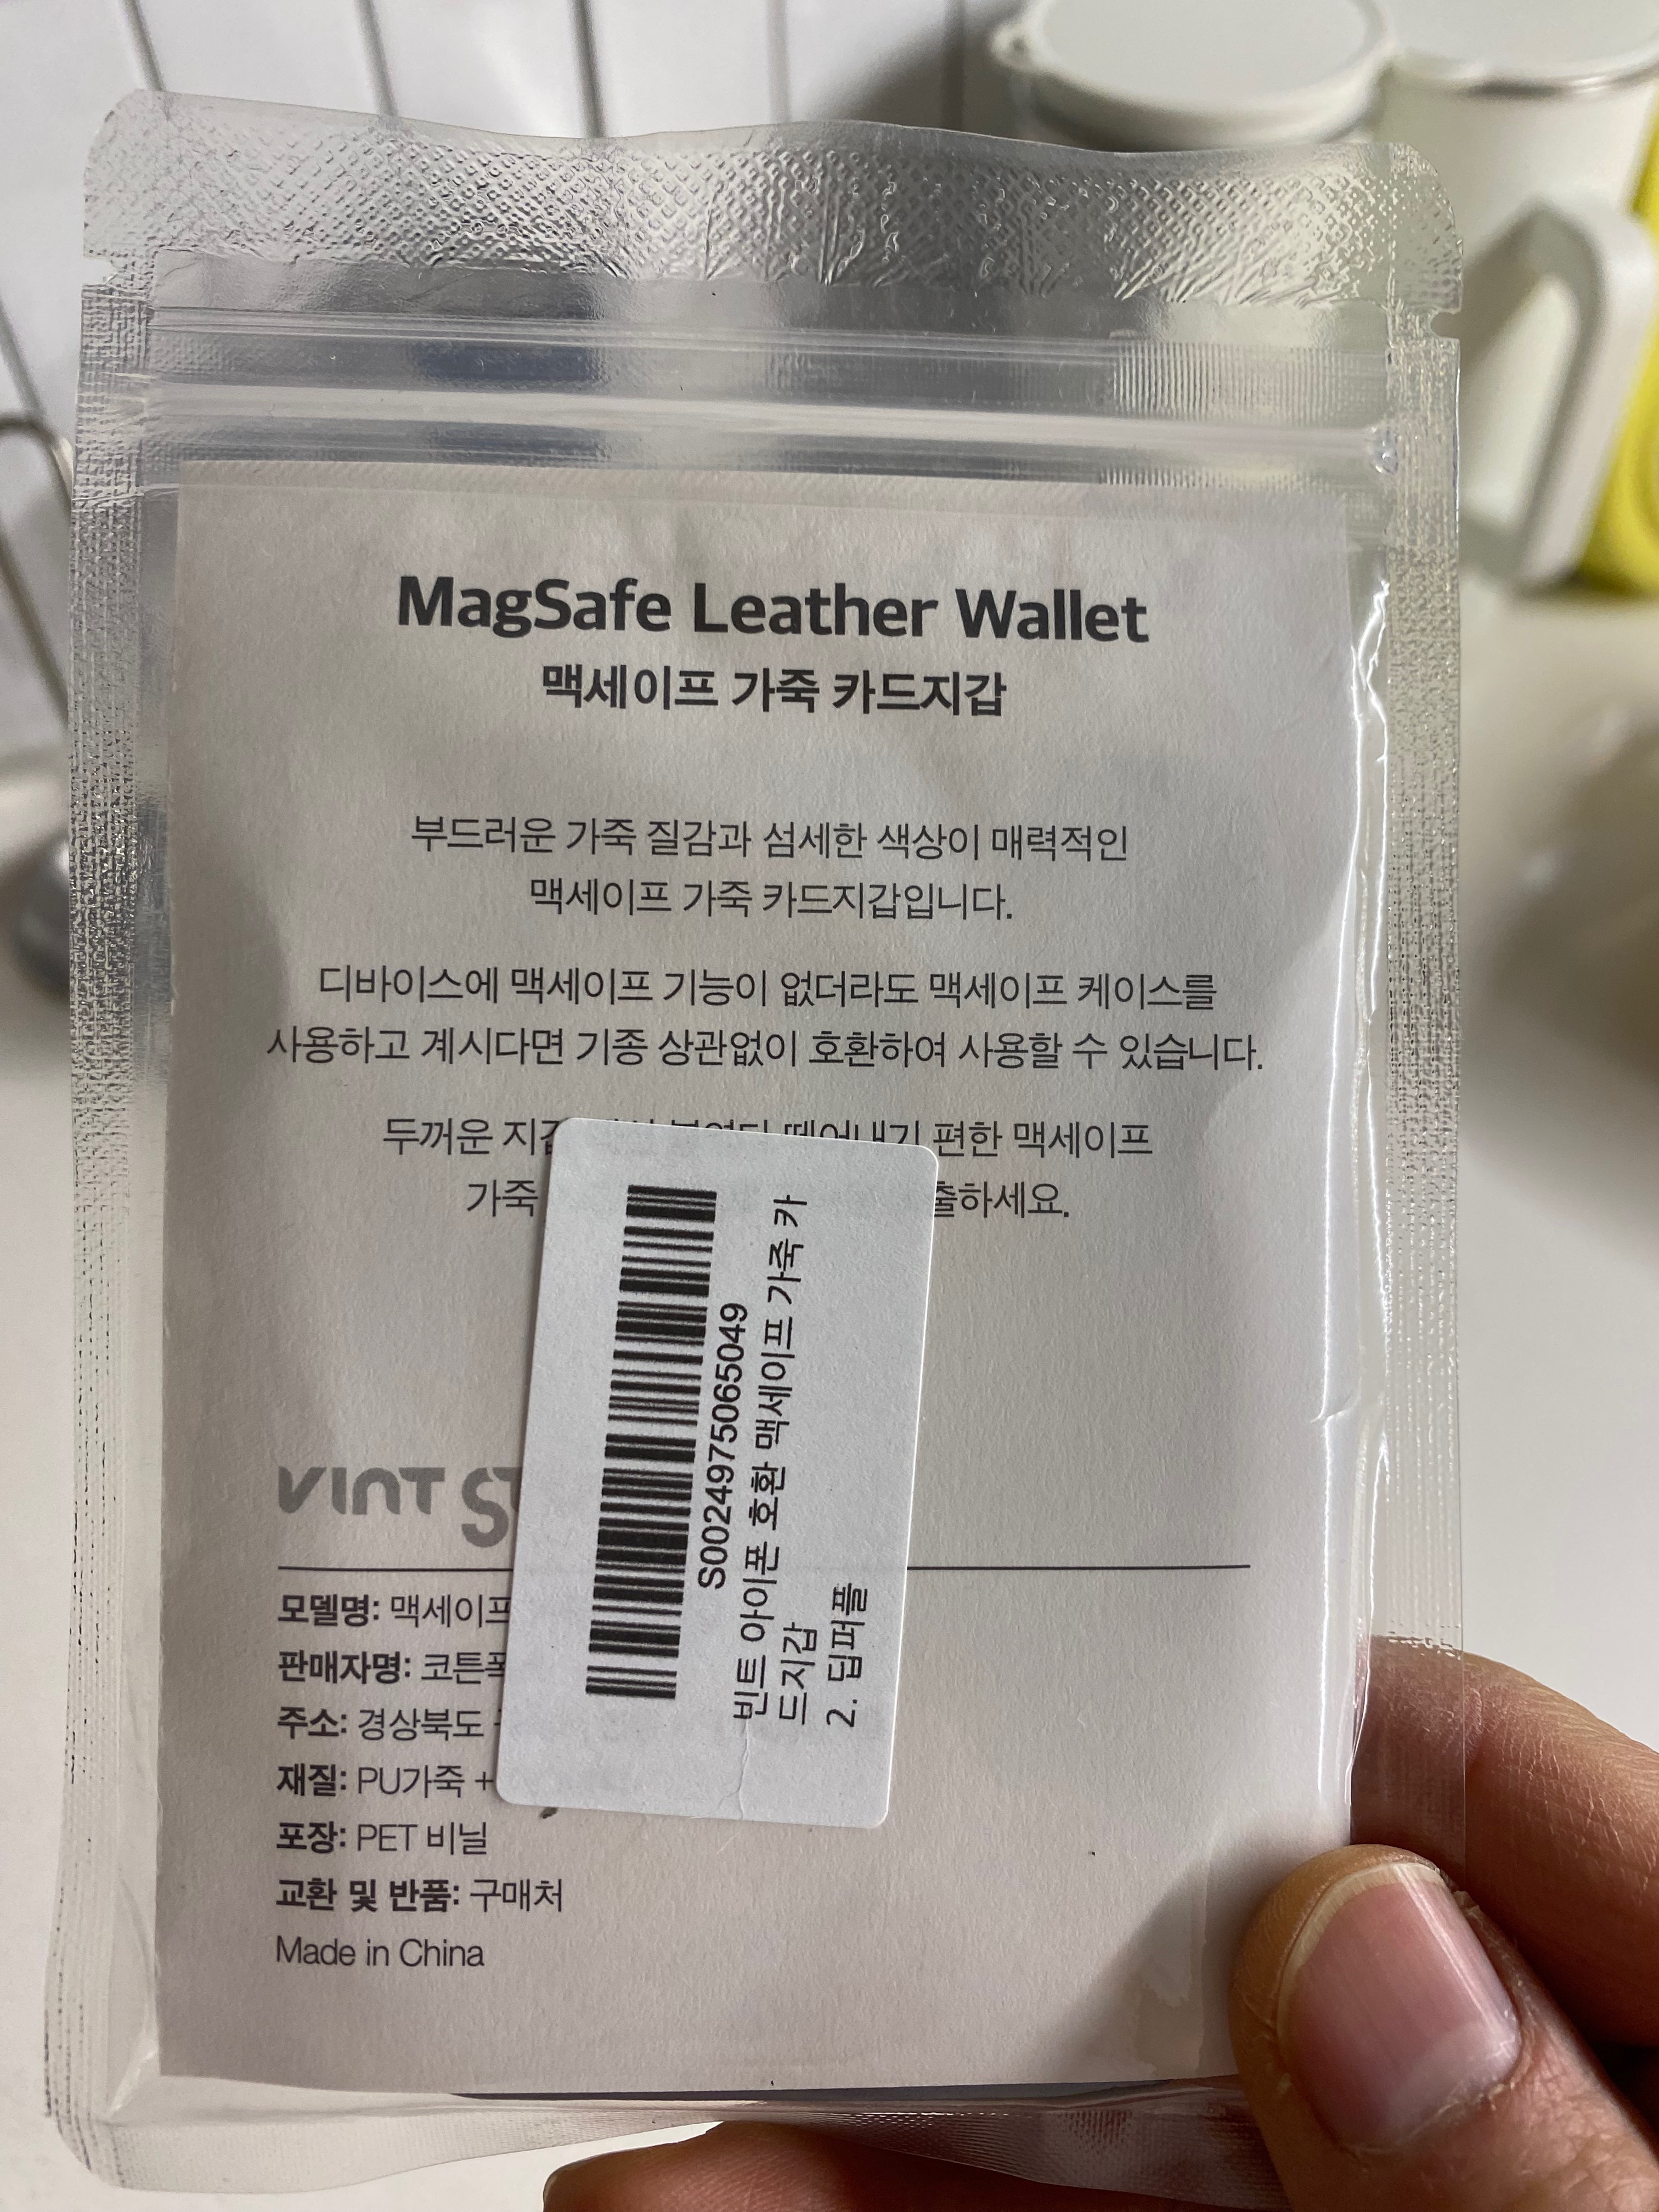 MagSafe Leather Wallet
맥세이프 가죽 카드지갑
부드러운 가죽 질감과 섬세한 색상이 매력적인
맥세이프 가죽 카드지갑입니다.
디바이스에 맥세이프 기능이 없더라도 맥세이프 케이스를
사용하고 계시다면 기종 상관없이 호환하여 사용할 수 있습니다.
두꺼운 떼어내기 편한 맥세이프
가죽 출하세요.
VINT
모델명: 맥세이프
판매자명: 코튼
주소: 경상북도
재질: PU가죽 +
포장: PET 비닐
교환 및 반품: 구매처
Made in China
S002497506504​9
빈트 아이폰 호환 맥세이프 가죽 카
드지갑
2. 딥퍼플